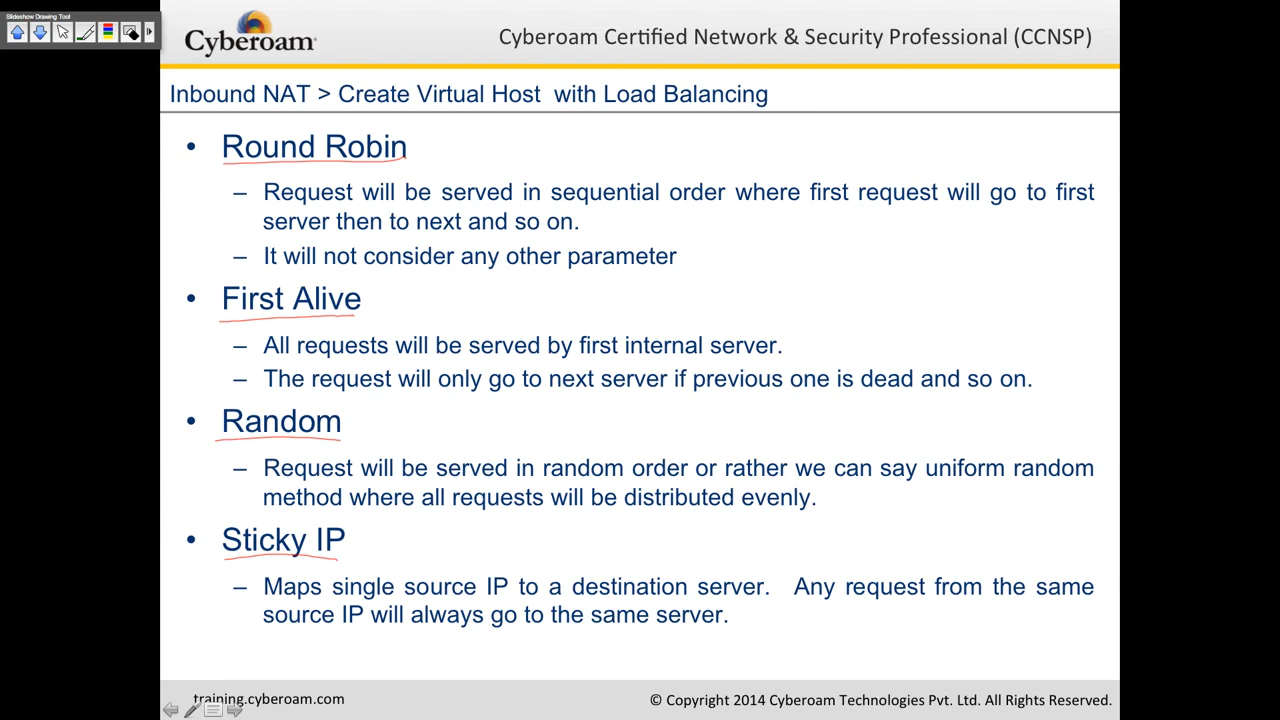 Slideshow Drawing Tool
Cyberoam
Cyberoam Certified Network & Security Professional (CCNSP)
Inbound NAT > Create Virtual Host with Load Balancing
• Round Robin
– Request will be served in sequential order where first request will go to first
server then to next and so on.
– It will not consider any other parameter
• First Alive
– All requests will be served by first internal server.
– The request will only go to next server if previous one is dead and so on.
• Random
– Request will be served in random order or rather we can say uniform random
method where all requests will be distributed evenly.
• Sticky IP
– Maps single source IP to a destination server. Any request from the same
source IP will always go to the same server.
training.cyberoam.com
© Copyright 2014 Cyberoam Technologies Pvt. Ltd. All Rights Reserved.